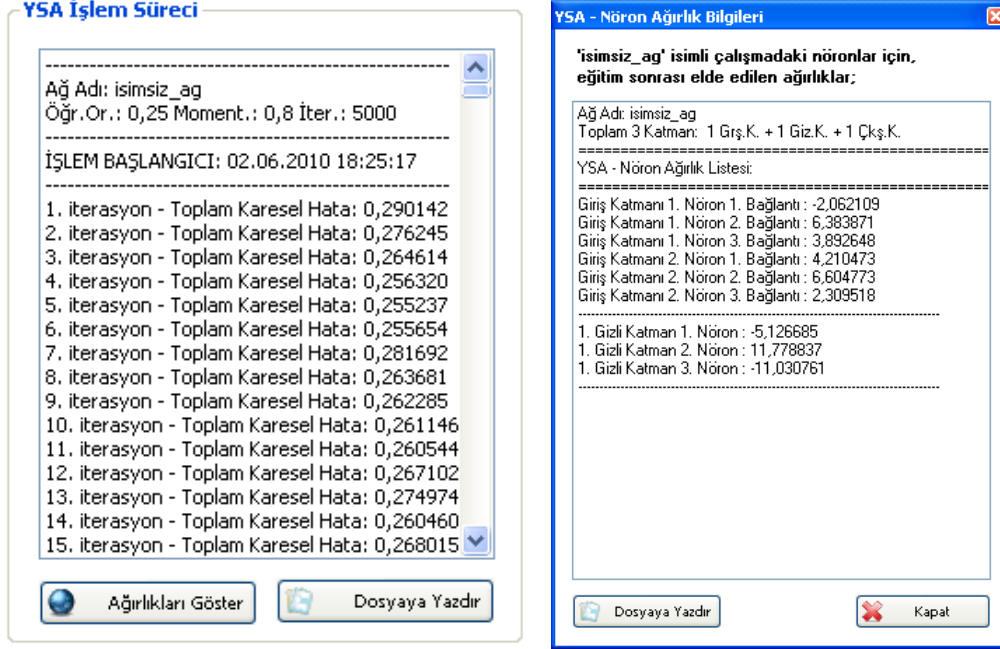 YSA İşlem Süreci
----------------------------------------------------------
Ağ Adı: isimsiz_ag
Öğr.Or.: 0,25 Moment.: 0,8 İter.: 5000
----------------------------------------------------------
İŞLEM BAŞLANGICI: 02.06.2010 18:25:17
----------------------------------------------------------
1. iterasyon - Toplam Karesel Hata: 0,290142
2. iterasyon - Toplam Karesel Hata: 0,276245
3. iterasyon - Toplam Karesel Hata: 0,264614
4. iterasyon - Toplam Karesel Hata: 0,256320
5. iterasyon - Toplam Karesel Hata: 0,255237
6. iterasyon - Toplam Karesel Hata: 0,255654
7. iterasyon - Toplam Karesel Hata: 0,281692
8. iterasyon - Toplam Karesel Hata: 0,263681
9. iterasyon - Toplam Karesel Hata: 0,262285
10. iterasyon - Toplam Karesel Hata: 0,261146
11. iterasyon - Toplam Karesel Hata: 0,260544
12. iterasyon - Toplam Karesel Hata: 0,267102
13. iterasyon - Toplam Karesel Hata: 0,274974
14. iterasyon - Toplam Karesel Hata: 0,260460
15. iterasyon - Toplam Karesel Hata: 0,268015
Ağırlıkları Göster
Dosyaya Yazdır
YSA - Nöron Ağırlık Bilgileri
'isimsiz_ag' isimli çalışmadaki nöronlar için,
eğitim sonrası elde edilen ağırlıklar;
Ağ Adı: isimsiz_ag
Toplam 3 Katman: 1 Grş.K. + 1 Giz.K. + 1 Çkş.K.
==================================================
YSA - Nöron Ağırlık Listesi:
==================================================
Giriş Katmanı 1. Nöron 1. Bağlantı : -2,062109
Giriş Katmanı 1. Nöron 2. Bağlantı : 6,383871
Giriş Katmanı 1. Nöron 3. Bağlantı : 3,892648
Giriş Katmanı 2. Nöron 1. Bağlantı : 4,210473
Giriş Katmanı 2. Nöron 2. Bağlantı : 6,604773
Giriş Katmanı 2. Nöron 3. Bağlantı : 2,309518
----------------------------------------------------------
1. Gizli Katman 1. Nöron : -5,126685
1. Gizli Katman 2. Nöron : 11,778837
1. Gizli Katman 3. Nöron : -11,030761
----------------------------------------------------------
Dosyaya Yazdır
Kapat